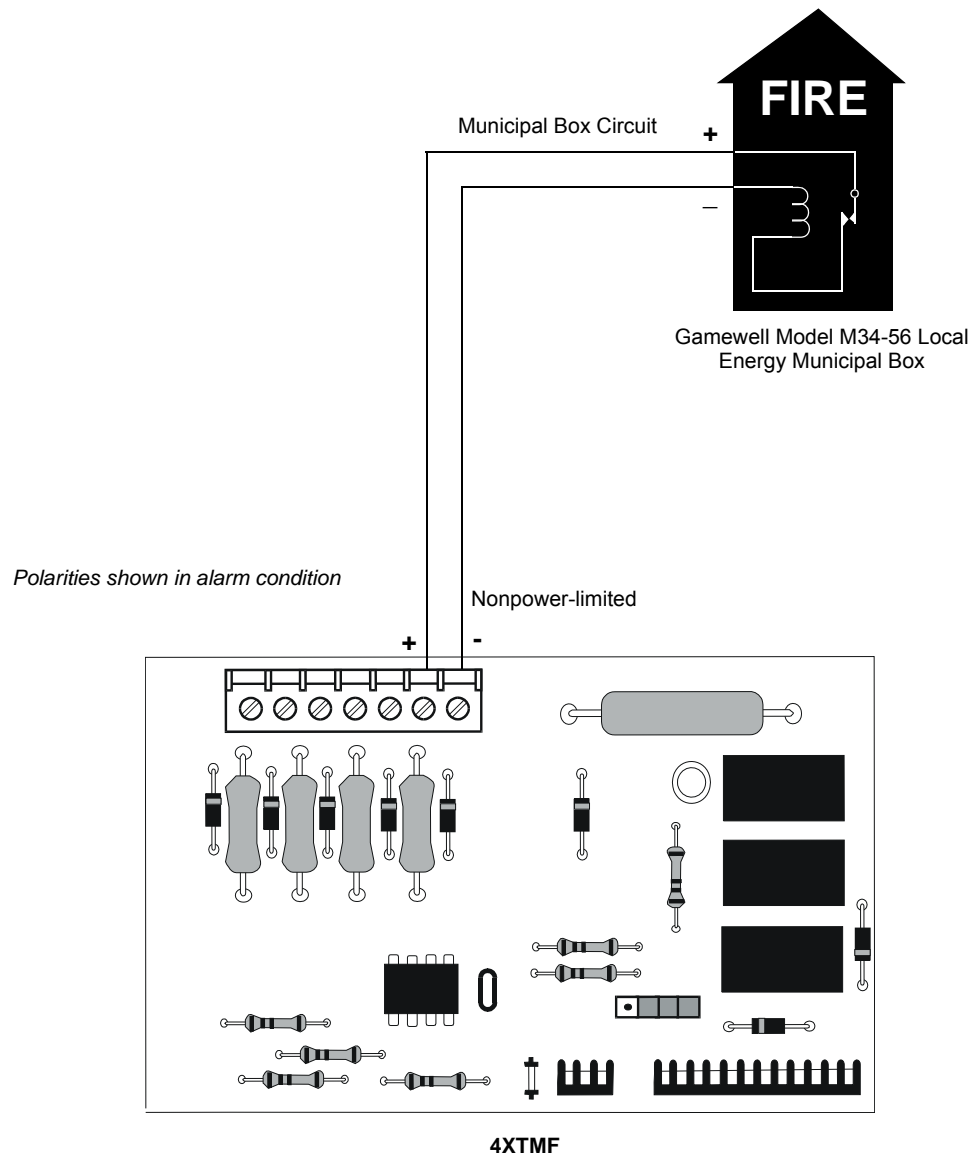 FIRE
Municipal Box Circuit
+
–
Gamewell Model M34-56 Local
Energy Municipal Box
Polarities shown in alarm condition
Nonpower-limited
+ -
4XTMF